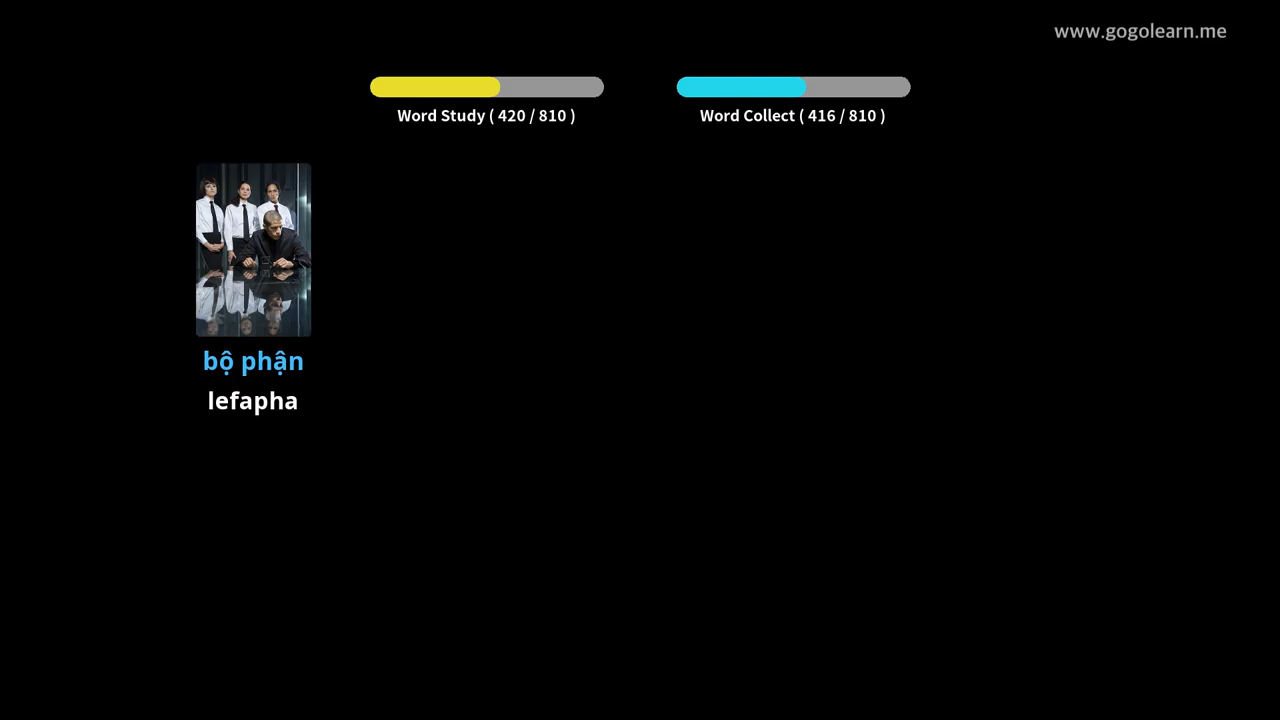 www.gogolearn.me
Word Study ( 420 / 810 )
Word Collect ( 416 / 810 )
bộ phận
lefapha